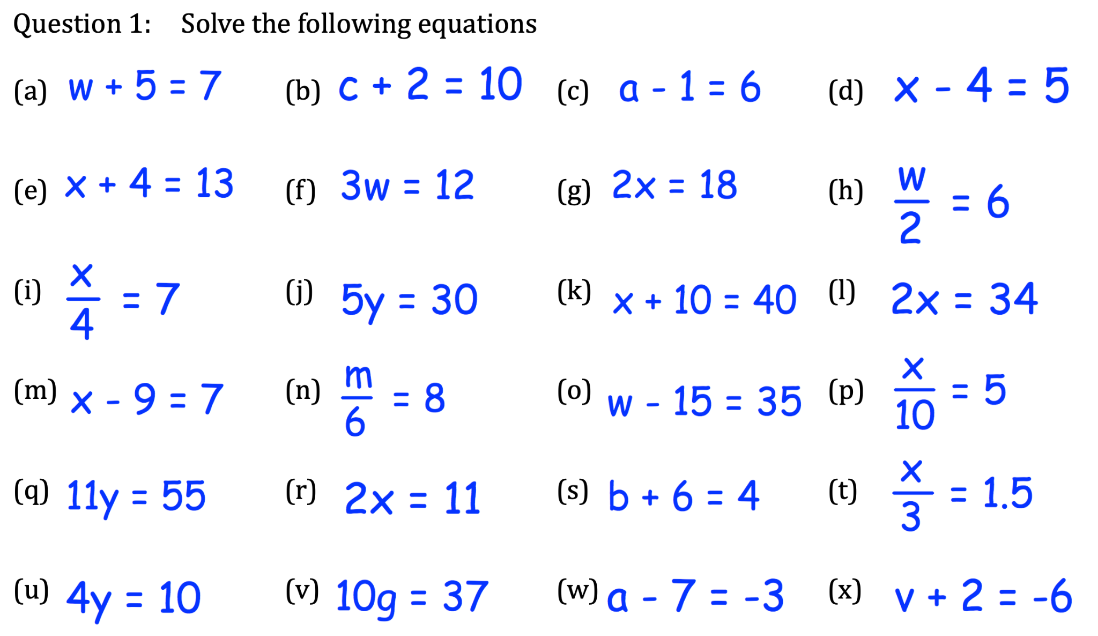 Question 1: Solve the following equations
(a) w + 5 = 7 (b) c + 2 = 10 (c) a - 1 = 6 (d) x - 4 = 5
(e) x + 4 = 13 (f) 3w = 12 (g) 2x = 18 (h) w/2 = 6
(i) x/4 = 7 (j) 5y = 30 (k) x + 10 = 40 (l) 2x = 34
(m) x - 9 = 7 (n) m/6 = 8 (o) w - 15 = 35 (p) x/10 = 5
(q) 11y = 55 (r) 2x = 11 (s) b + 6 = 4 (t) x/3 = 1.5
(u) 4y = 10 (v) 10g = 37 (w) a - 7 = -3 (x) v + 2 = -6